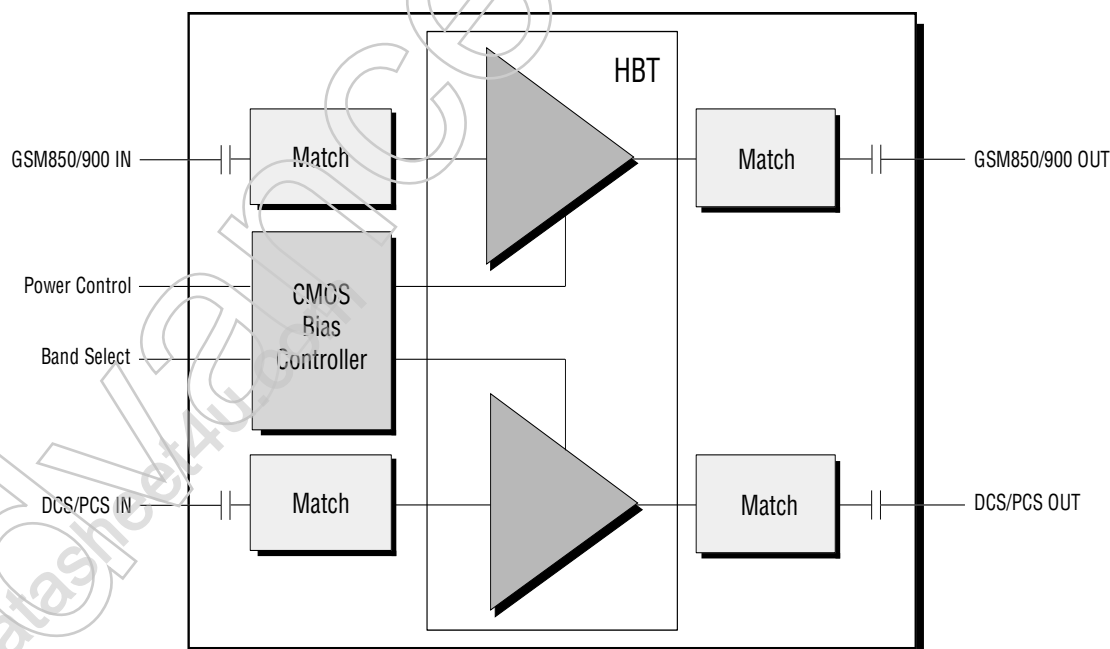 HBT
GSM850/900 IN
Match
Match
GSM850/900 OUT
Power Control
CMOS
Bias
Controller
Band Select
DCS/PCS IN
Match
Match
DCS/PCS OUT